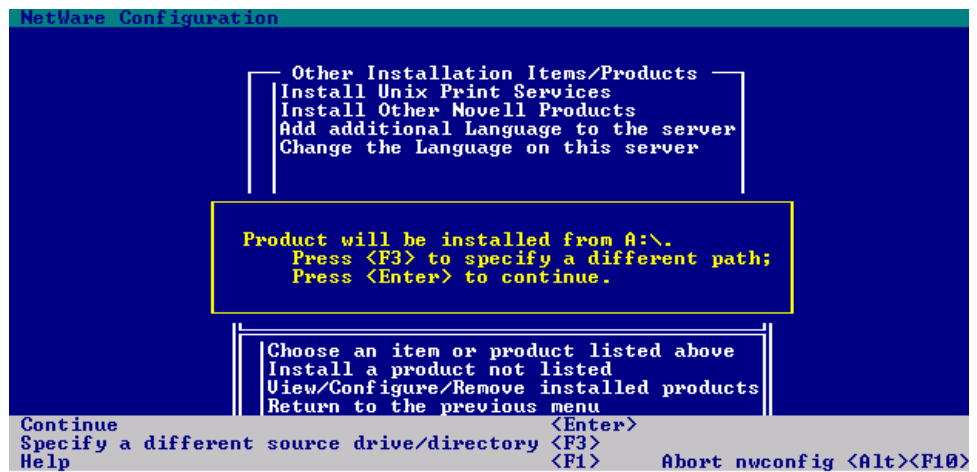 NetWare Configuration
Other Installation Items/Products
Install Unix Print Services
Install Other Novell Products
Add additional Language to the server
Change the Language on this server
Product will be installed from A:\.
Press <F3> to specify a different path;
Press <Enter> to continue.
Choose an item or product listed above
Install a product not listed
View/Configure/Remove installed products
Return to the previous menu
Continue <Enter>
Specify a different source drive/directory <F3>
Help <F1> Abort nwconfig <Alt><F10>